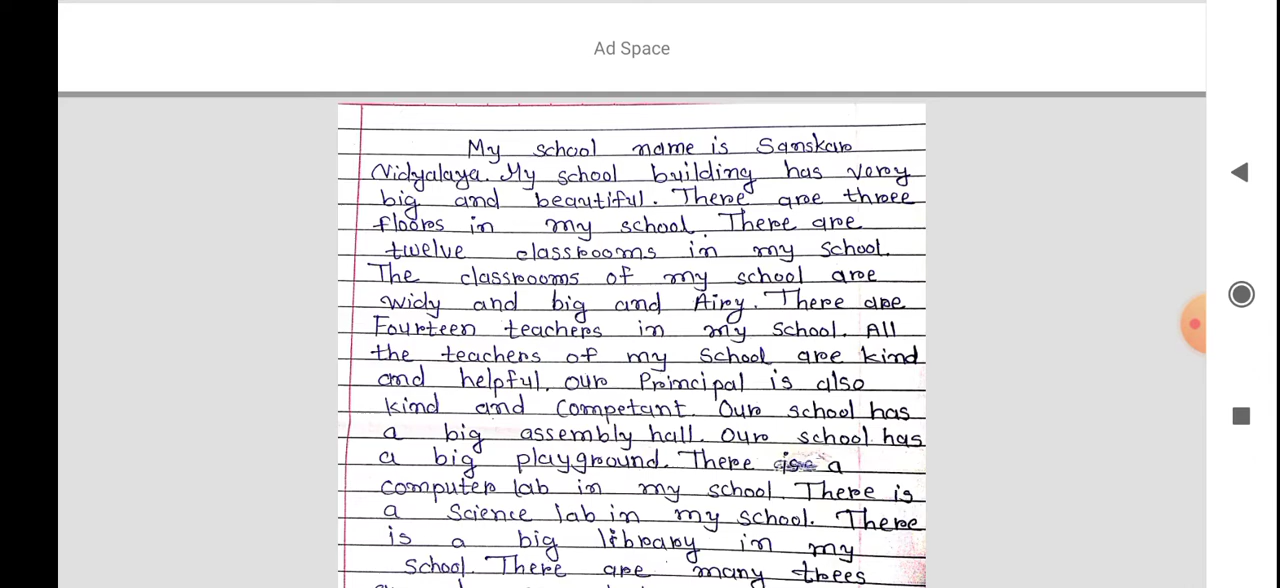 Ad Space
My school name is Sanskar
Vidyalaya. My school building has very
big and beautiful. There are three
floors in my school. There are
twelve classrooms in my school.
The classrooms of my school are
widy and big and Airy. There are
Fourteen teachers in my school. All
the teachers of my school are kind
and helpful. our Principal is also
kind and competant. Our school has
a big assembly hall. Our school has
a big playground. There is a
computer lab in my school. There is
a science lab in my school. There
is a big library in my
school. There are many trees